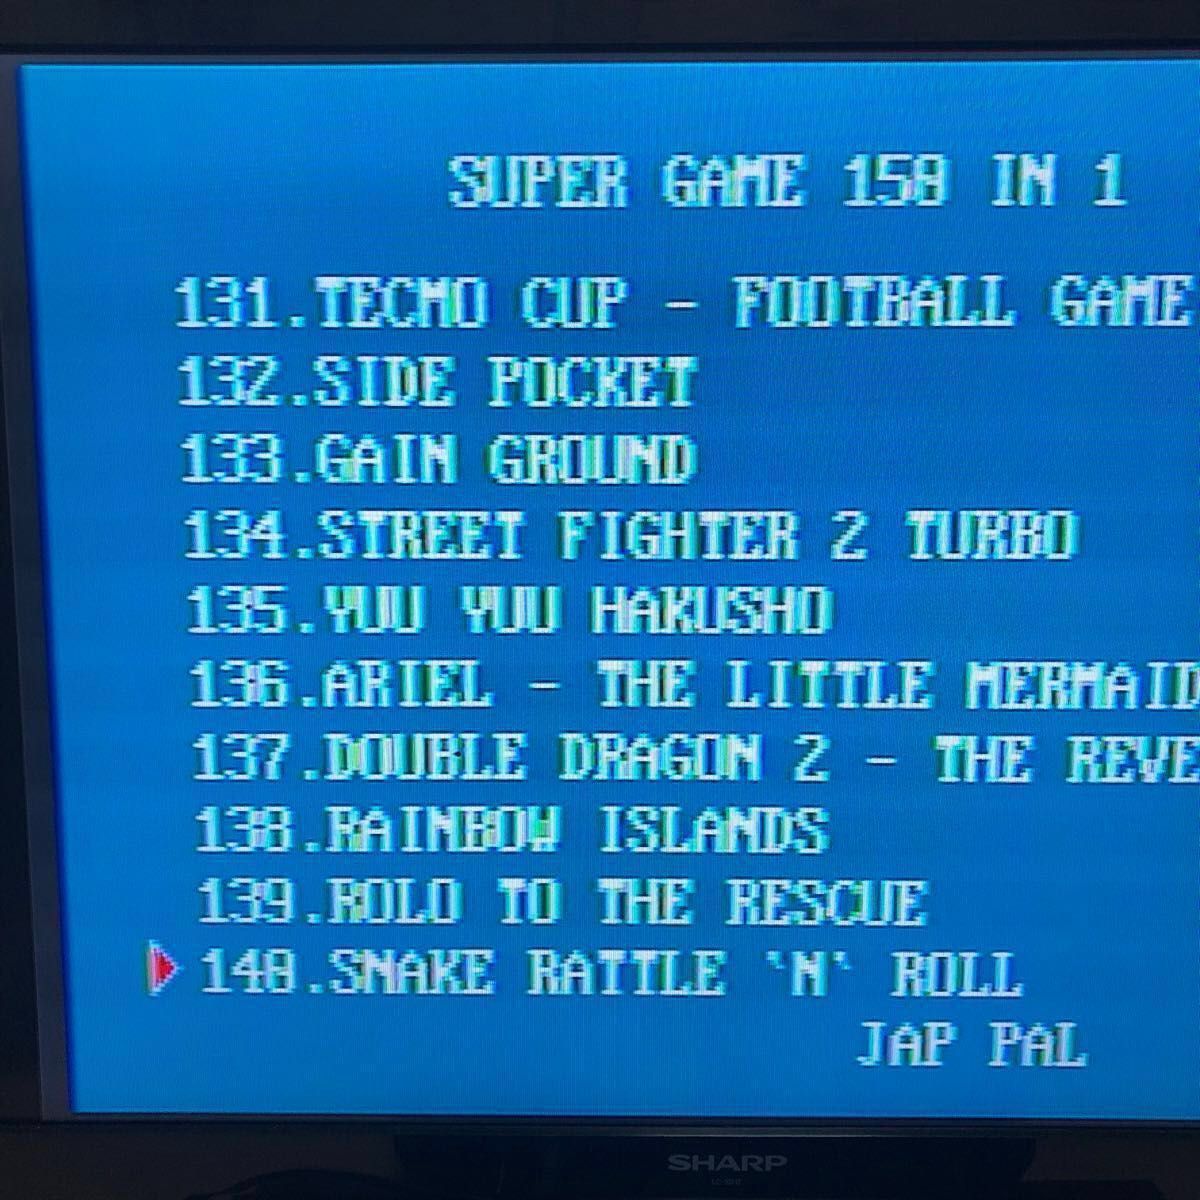 SUPER GAME 150 IN 1
131.TECMO CUP - FOOTBALL GAME
132.SIDE POCKET
133.GAIN GROUND
134.STREET FIGHTER 2 TURBO
135.YUU YUU HAKUSHO
136.ARIEL - THE LITTLE MERMAID
137.DOUBLE DRAGON 2 - THE REVE
138.RAINBOW ISLANDS
139.ROLO TO THE RESCUE
140.SNAKE RATTLE 'N' ROLL
JAP PAL
SHARP